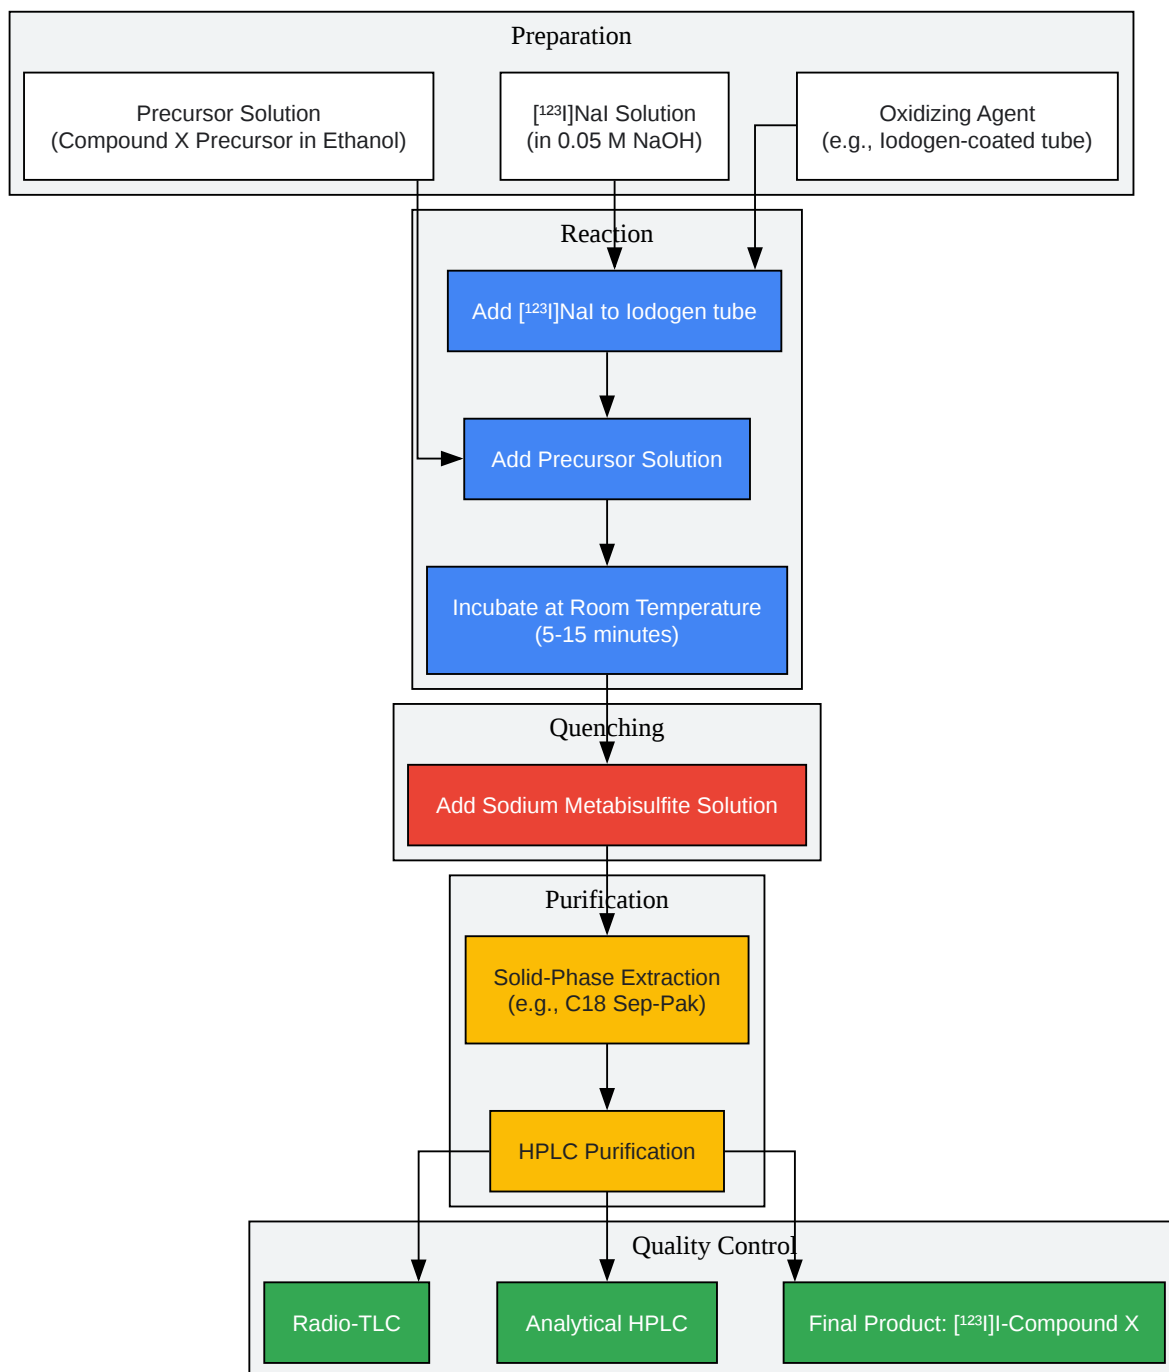 Preparation
Precursor Solution
(Compound X Precursor in Ethanol)
[¹²³I]NaI Solution
(in 0.05 M NaOH)
Oxidizing Agent
(e.g., Iodogen-coated tube)
Reaction
Add [¹²³I]NaI to Iodogen tube
Add Precursor Solution
Incubate at Room Temperature
(5-15 minutes)
Quenching
Add Sodium Metabisulfite Solution
Purification
Solid-Phase Extraction
(e.g., C18 Sep-Pak)
HPLC Purification
Quality Control
Radio-TLC
Analytical HPLC
Final Product: [¹²³I]I-Compound X